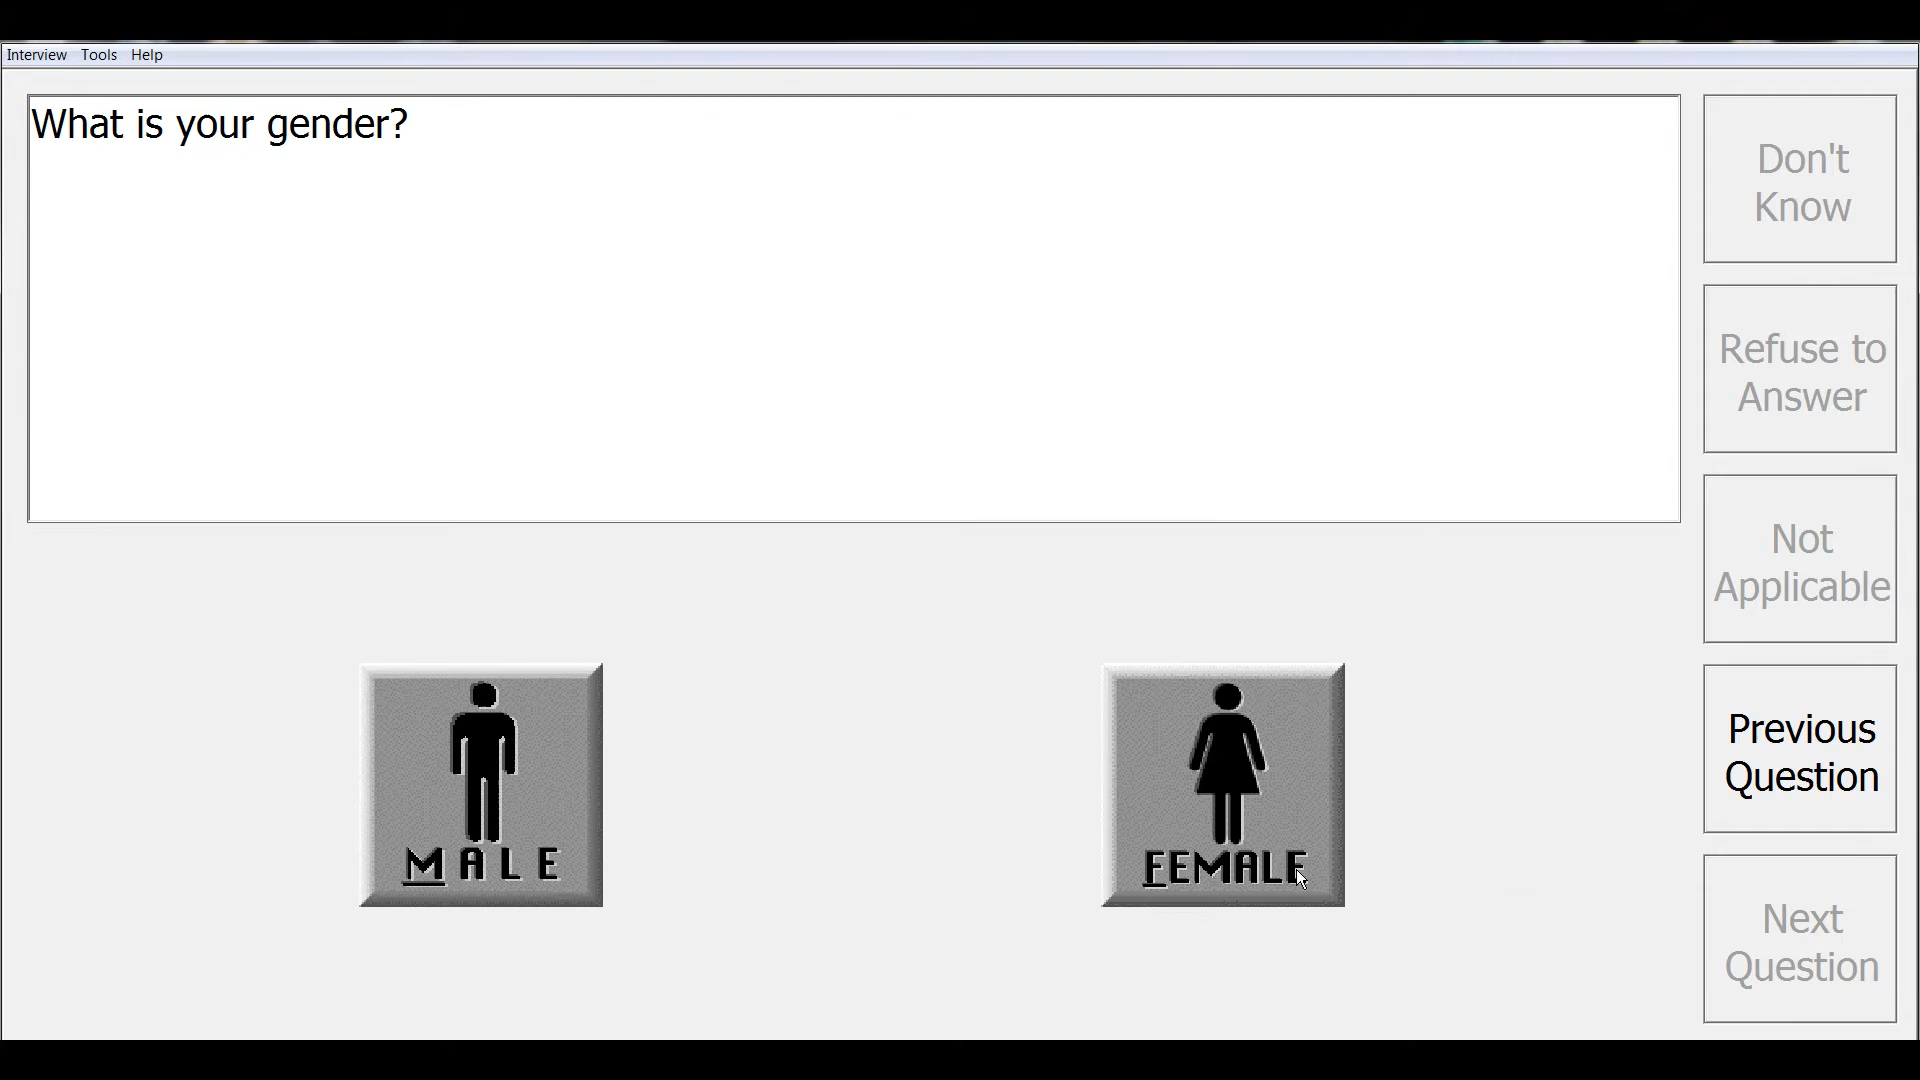 Interview Tools Help
What is your gender?
Don't
Know
Refuse to
Answer
Not
Applicable
MALE
FEMALE
Previous
Question
Next
Question